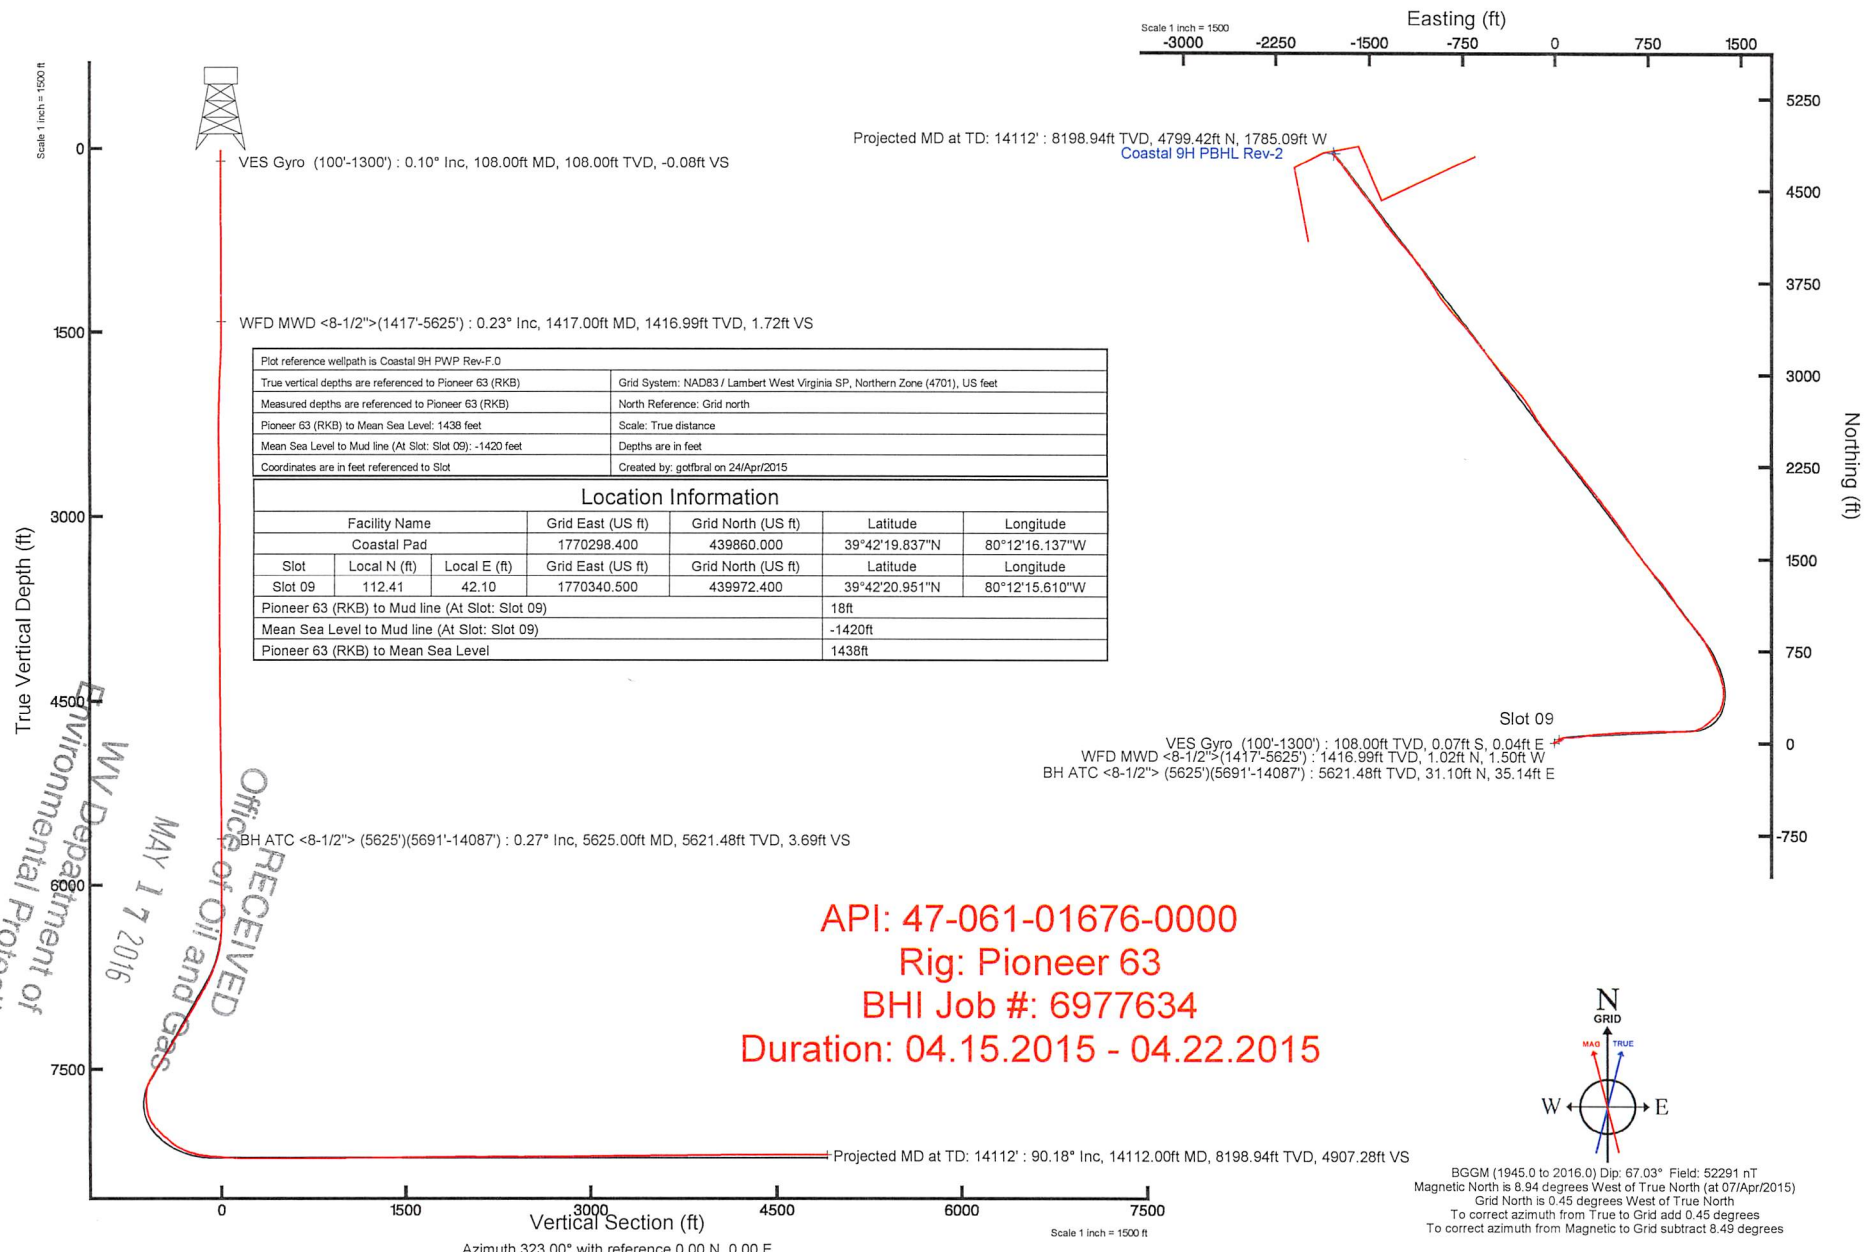 Scale 1 inch = 1500 ft
True Vertical Depth (ft)
0
1500
3000
4500
6000
7500
VES Gyro (100'-1300') : 0.10° Inc, 108.00ft MD, 108.00ft TVD, -0.08ft VS
WFD MWD <8-1/2">(1417'-5625') : 0.23° Inc, 1417.00ft MD, 1416.99ft TVD, 1.72ft VS
Plot reference wellpath is Coastal 9H PWP Rev-F.0
True vertical depths are referenced to Pioneer 63 (RKB) Grid System: NAD83 / Lambert West Virginia SP, Northern Zone (4701), US feet
Measured depths are referenced to Pioneer 63 (RKB) North Reference: Grid north
Pioneer 63 (RKB) to Mean Sea Level: 1438 feet Scale: True distance
Mean Sea Level to Mud line (At Slot: Slot 09): -1420 feet Depths are in feet
Coordinates are in feet referenced to Slot Created by: gotfbral on 24/Apr/2015
Location Information
Facility Name Grid East (US ft) Grid North (US ft) Latitude Longitude
Coastal Pad 1770298.400 439860.000 39°42'19.837"N 80°12'16.137"W
Slot Local N (ft) Local E (ft) Grid East (US ft) Grid North (US ft) Latitude Longitude
Slot 09 112.41 42.10 1770340.500 439972.400 39°42'20.951"N 80°12'15.610"W
Pioneer 63 (RKB) to Mud line (At Slot: Slot 09) 18ft
Mean Sea Level to Mud line (At Slot: Slot 09) -1420ft
Pioneer 63 (RKB) to Mean Sea Level 1438ft
BH ATC <8-1/2"> (5625')(5691'-14087') : 0.27° Inc, 5625.00ft MD, 5621.48ft TVD, 3.69ft VS
RECEIVED
Office of Oil and Gas
MAY 17 2016
WV Department of
Environmental
API: 47-061-01676-0000
Rig: Pioneer 63
BHI Job #: 6977634
Duration: 04.15.2015 - 04.22.2015
Projected MD at TD: 14112' : 90.18° Inc, 14112.00ft MD, 8198.94ft TVD, 4907.28ft VS
0 1500 3000 4500 6000 7500
Vertical Section (ft)
Scale 1 inch = 1500 ft
Azimuth 323.00° with reference 0.00 N, 0.00 E
Easting (ft)
Scale 1 inch = 1500
-3000 -2250 -1500 -750 0 750 1500
Projected MD at TD: 14112' : 8198.94ft TVD, 4799.42ft N, 1785.09ft W
Coastal 9H PBHL Rev-2
5250
4500
3750
3000
2250
1500
750
0
-750
Northing (ft)
Slot 09
VES Gyro (100'-1300') : 108.00ft TVD, 0.07ft S, 0.04ft E
WFD MWD <8-1/2">(1417'-5625') : 1416.99ft TVD, 1.02ft N, 1.50ft W
BH ATC <8-1/2"> (5625')(5691'-14087') : 5621.48ft TVD, 31.10ft N, 35.14ft E
N
GRID
MAG TRUE
W E
BGGM (1945.0 to 2016.0) Dip: 67.03° Field: 52291 nT
Magnetic North is 8.94 degrees West of True North (at 07/Apr/2015)
Grid North is 0.45 degrees West of True North
To correct azimuth from True to Grid add 0.45 degrees
To correct azimuth from Magnetic to Grid subtract 8.49 degrees